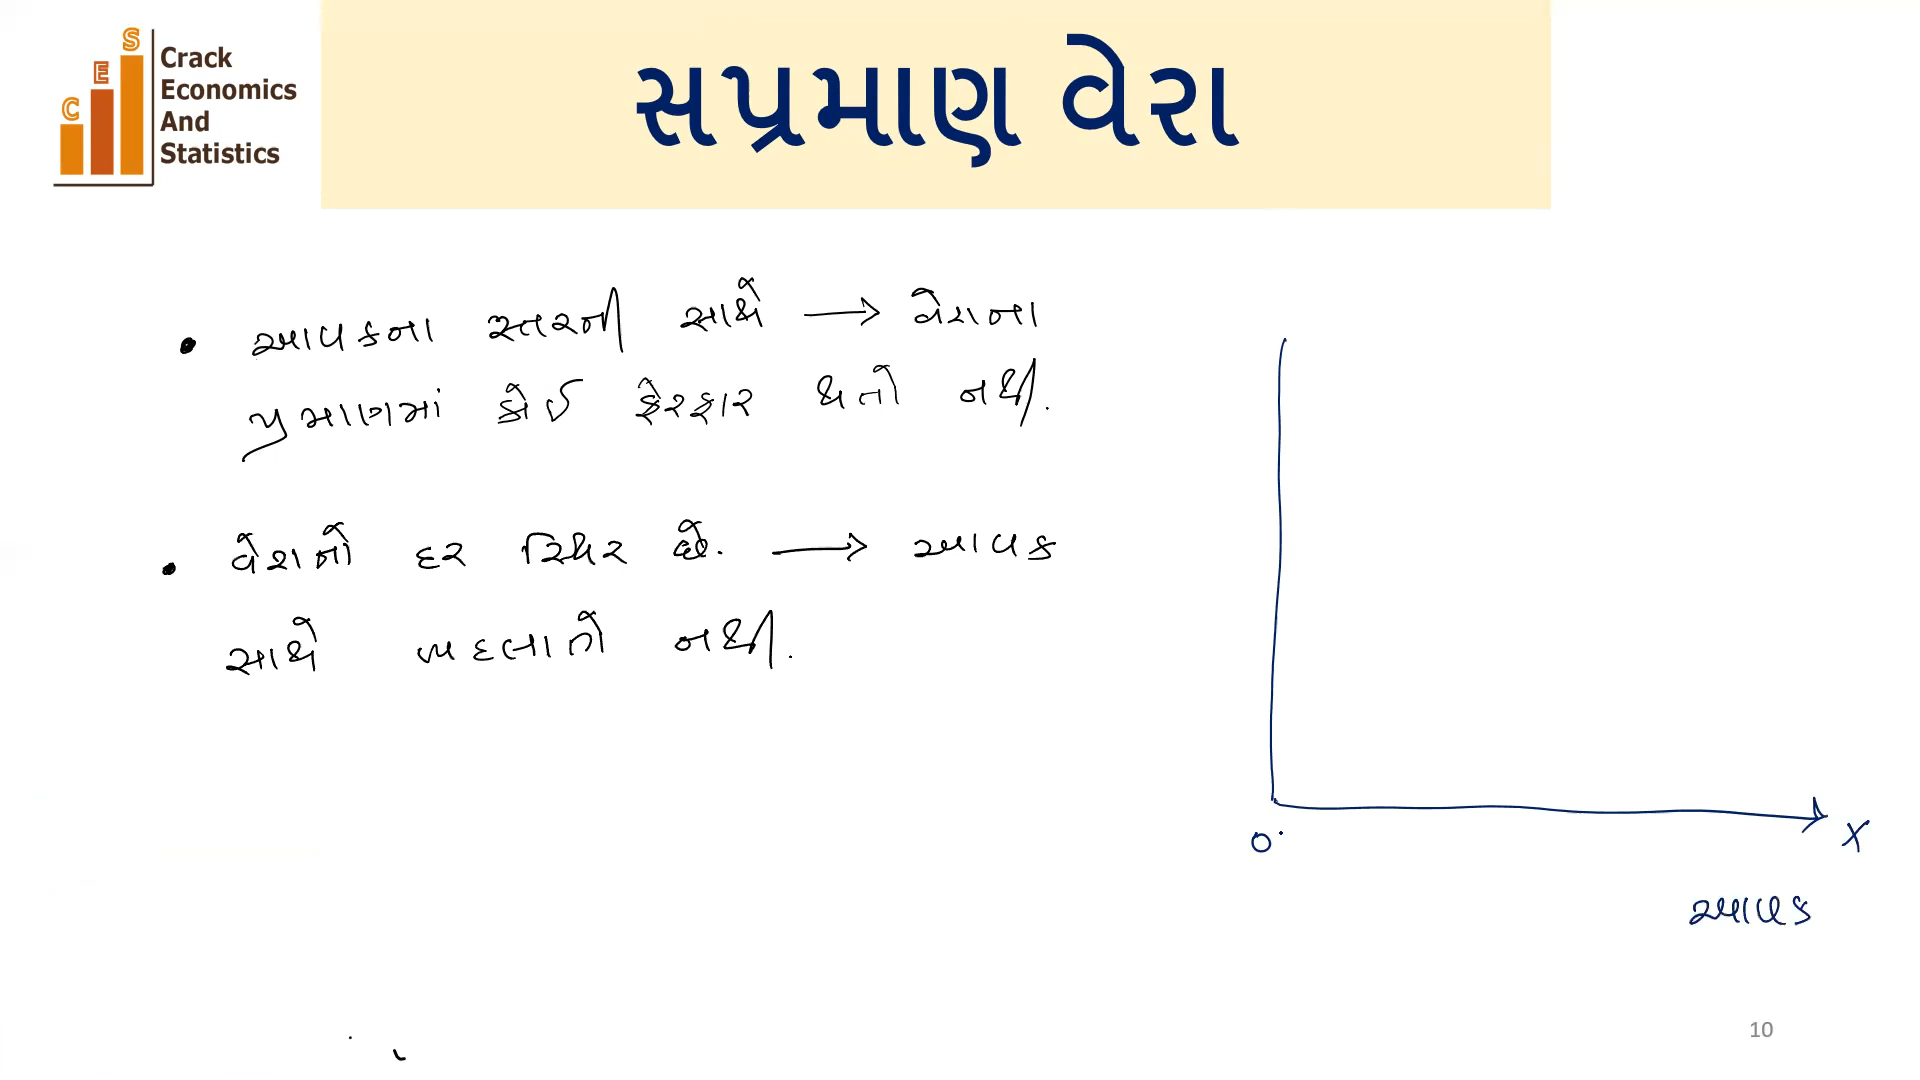 S
E
C
Crack
Economics
And
Statistics
સપ્રમાણ વેરા
• આવકના સ્તરની સાથે → વેરાના
પ્રમાણમાં કોઈ ફેરફાર થતો નથી.
• વેરાનો દર સ્થિર છે. → આવક
સાથે બદલાતો નથી.
O
X
આવક
10